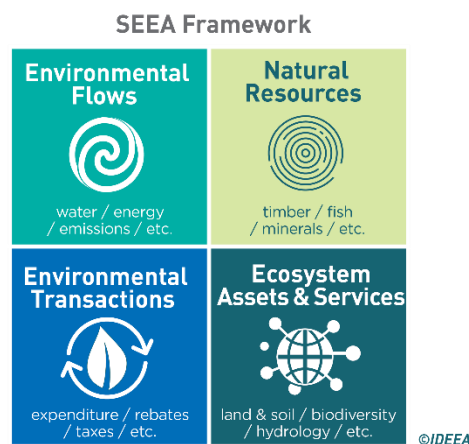 SEEA Framework
Environmental
Flows
water / energy
/ emissions / etc.
Natural
Resources
timber / fish
/ minerals / etc.
Environmental
Transactions
expenditure / rebates
/ taxes / etc.
Ecosystem
Assets & Services
land & soil / biodiversity
/ hydrology / etc.
©IDEEA